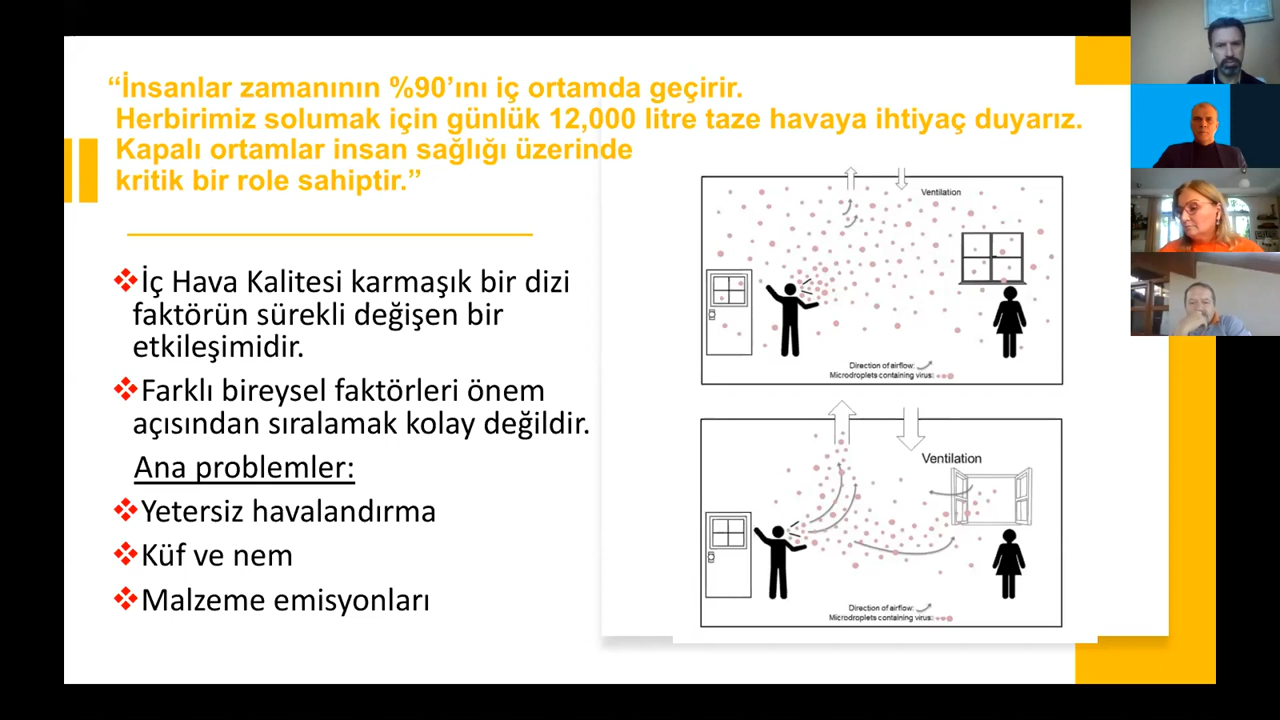 “İnsanlar zamanının %90’ını iç ortamda geçirir.
Herbirimiz solumak için günlük 12,000 litre taze havaya ihtiyaç duyarız.
Kapalı ortamlar insan sağlığı üzerinde
kritik bir role sahiptir.”
İç Hava Kalitesi karmaşık bir dizi
faktörün sürekli değişen bir
etkileşimidir.
Farklı bireysel faktörleri önem
açısından sıralamak kolay değildir.
Ana problemler:
Yetersiz havalandırma
Küf ve nem
Malzeme emisyonları
Ventilation
Direction of airflow:
Microdroplets containing virus:
Ventilation
Direction of airflow:
Microdroplets containing virus: